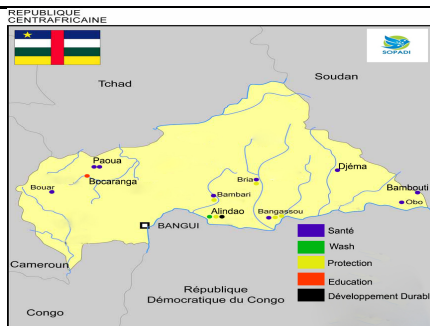 REPUBLIQUE
CENTRAFRICAINE
SOPADI
Tchad
Soudan
Paoua
Bocaranga
Bouar
Bria
Bambari
Djéma
Bambouti
Obo
Alindao
Bangassou
BANGUI
Cameroun
Congo
République
Démocratique du Congo
Santé
Wash
Protection
Education
Développement Durabl